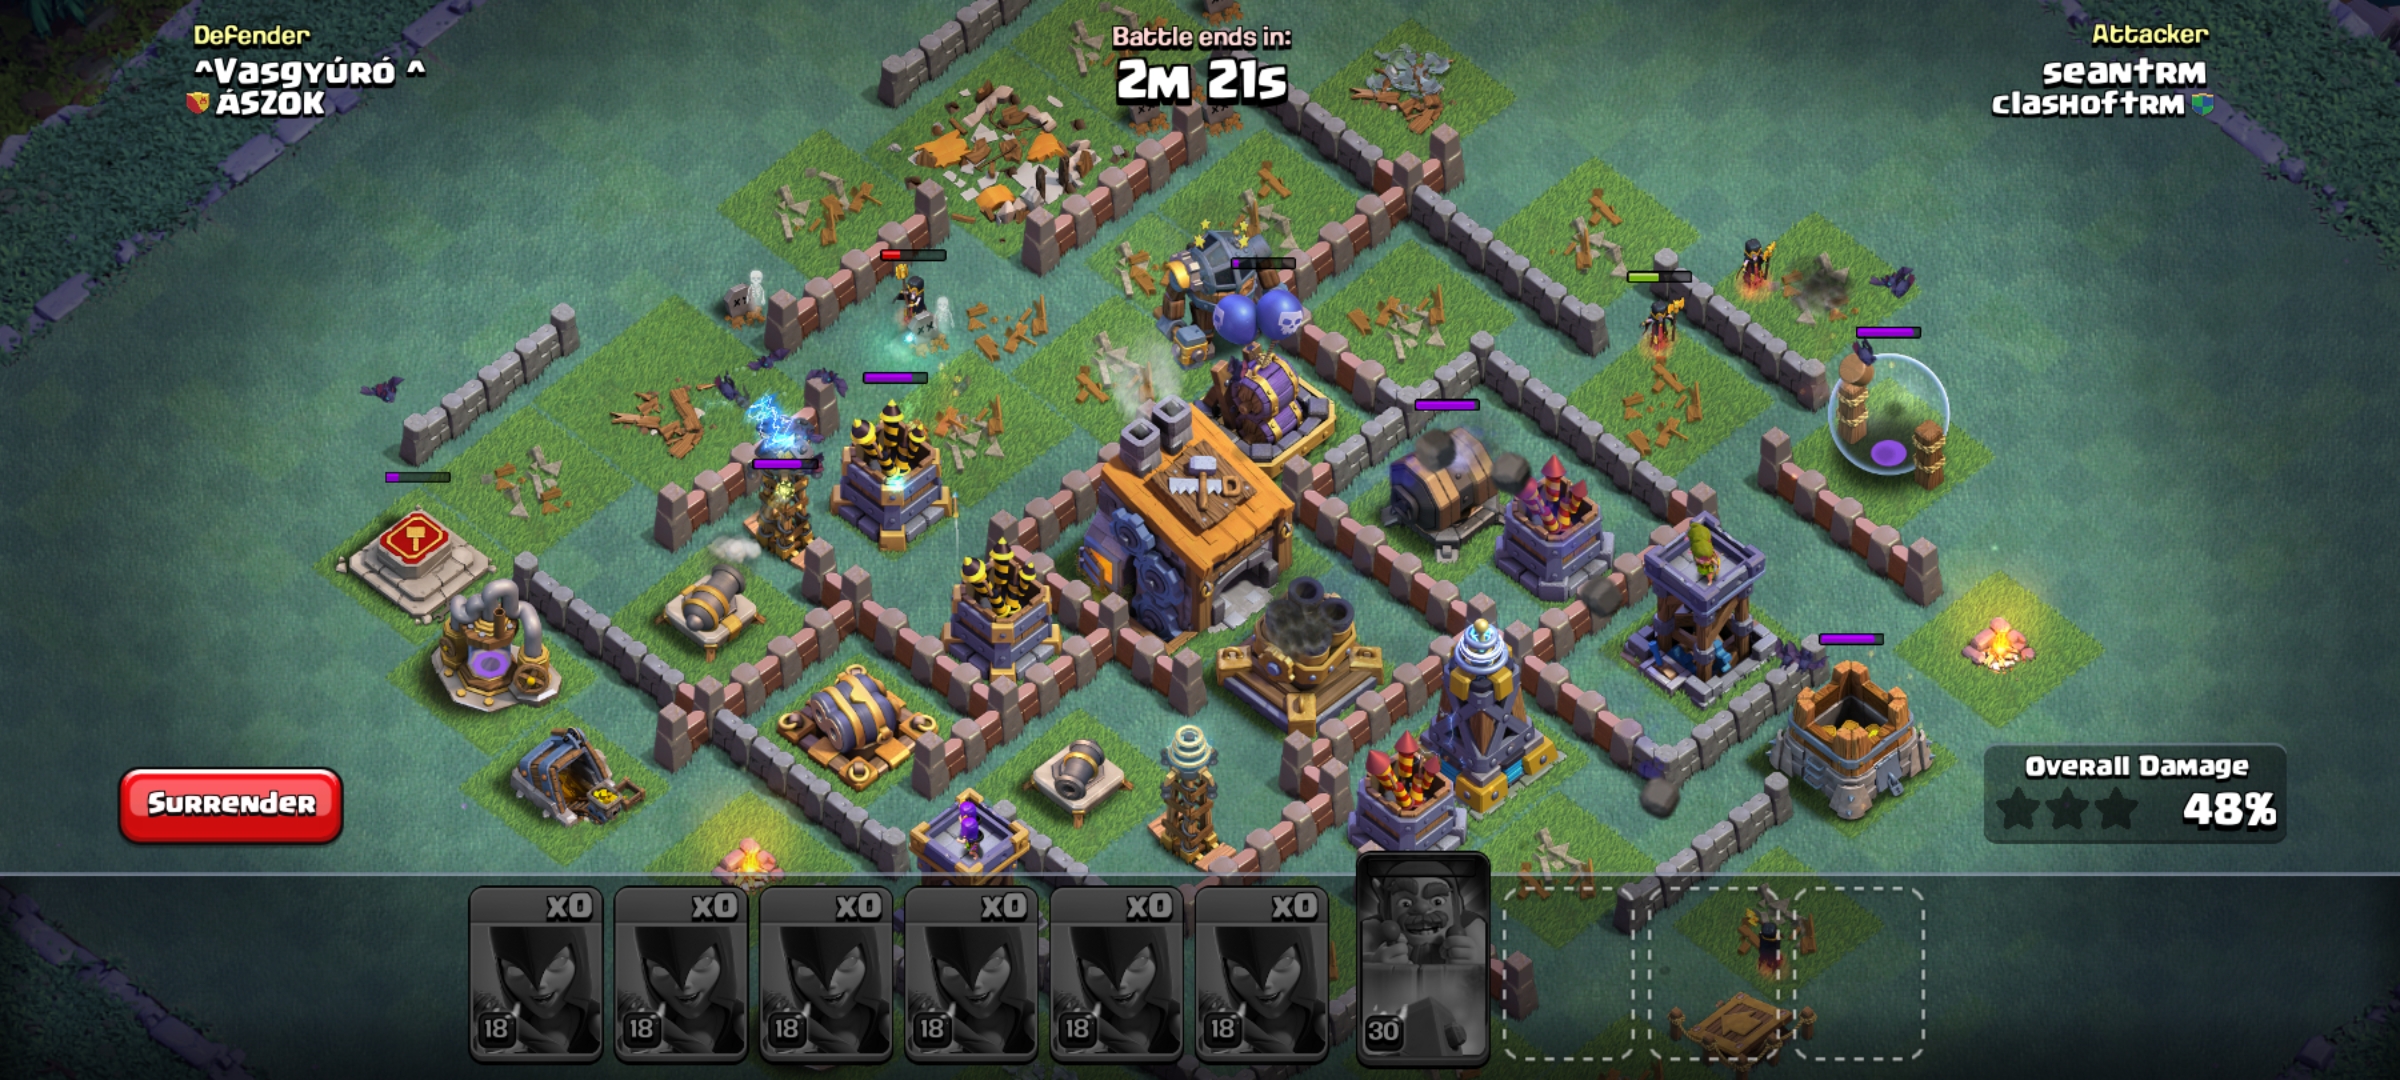 Defender
^Vasgyúró ^
ÁSZOK
Battle ends in:
2M 21s
Attacker
seantRM
clashoftRM
Surrender
Overall Damage
48%
x0 x0 x0 x0 x0 x0
18 18 18 18 18 18 30